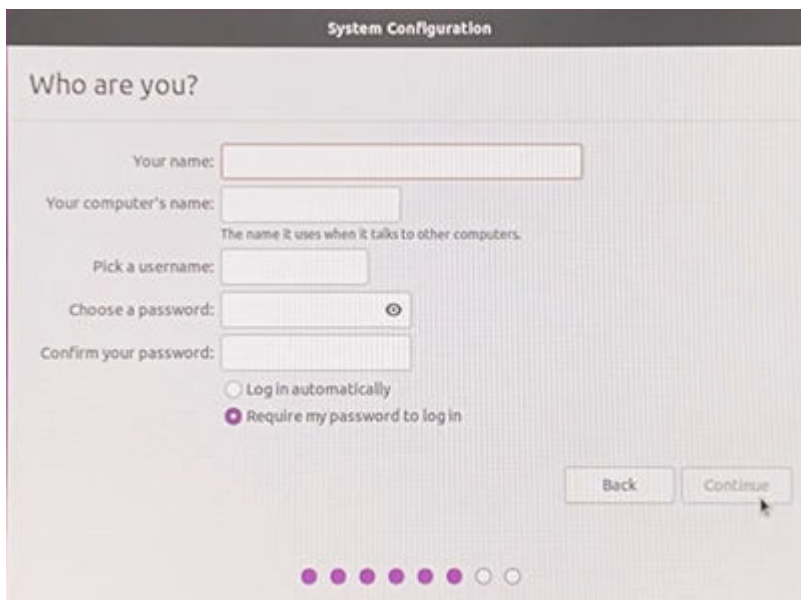 System Configuration
Who are you?
Your name:
Your computer's name:
The name it uses when it talks to other computers.
Pick a username:
Choose a password:
Confirm your password:
Log in automatically
Require my password to log in
Back Continue